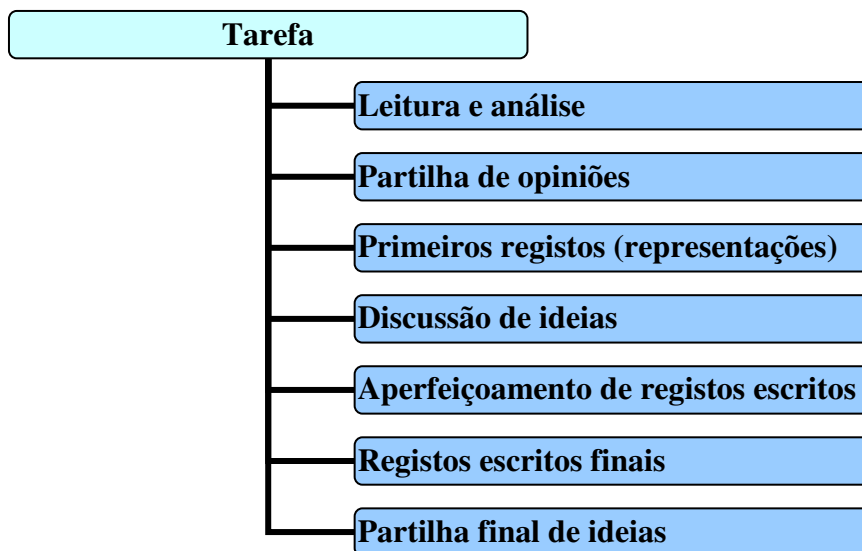 Tarefa
Leitura e análise
Partilha de opiniões
Primeiros registos (representações)
Discussão de ideias
Aperfeiçoamento de registos escritos
Registos escritos finais
Partilha final de ideias